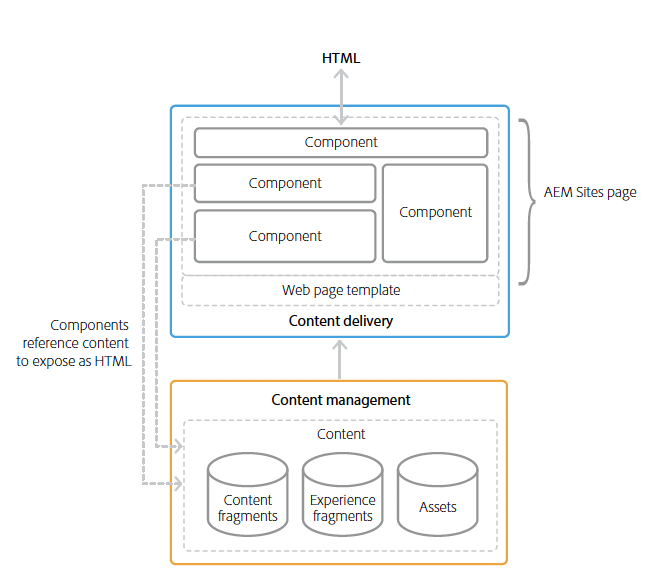 HTML
Component
Component
Component
Component
AEM Sites page
Web page template
Content delivery
Components
reference content
to expose as HTML
Content management
Content
Content
fragments
Experience
fragments
Assets